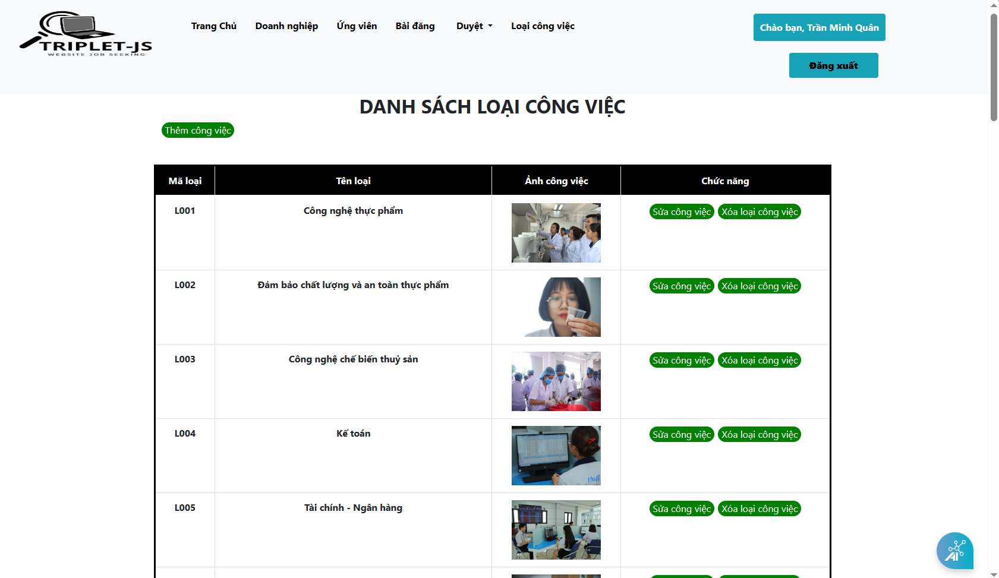 TRIPLET-JS
WEBSITE JOB SEEKING
Trang Chủ
Doanh nghiệp
Ứng viên
Bài đăng
Duyệt
Loại công việc
Chào bạn, Trần Minh Quân
Đăng xuất
DANH SÁCH LOẠI CÔNG VIỆC
Thêm công việc
Mã loại
Tên loại
Ảnh công việc
Chức năng
L001
Công nghệ thực phẩm
Sửa công việc
Xóa loại công việc
L002
Đảm bảo chất lượng và an toàn thực phẩm
Sửa công việc
Xóa loại công việc
L003
Công nghệ chế biến thuỷ sản
Sửa công việc
Xóa loại công việc
L004
Kế toán
Hufi
Sửa công việc
Xóa loại công việc
L005
Tài chính - Ngân hàng
Sửa công việc
Xóa loại công việc
AI